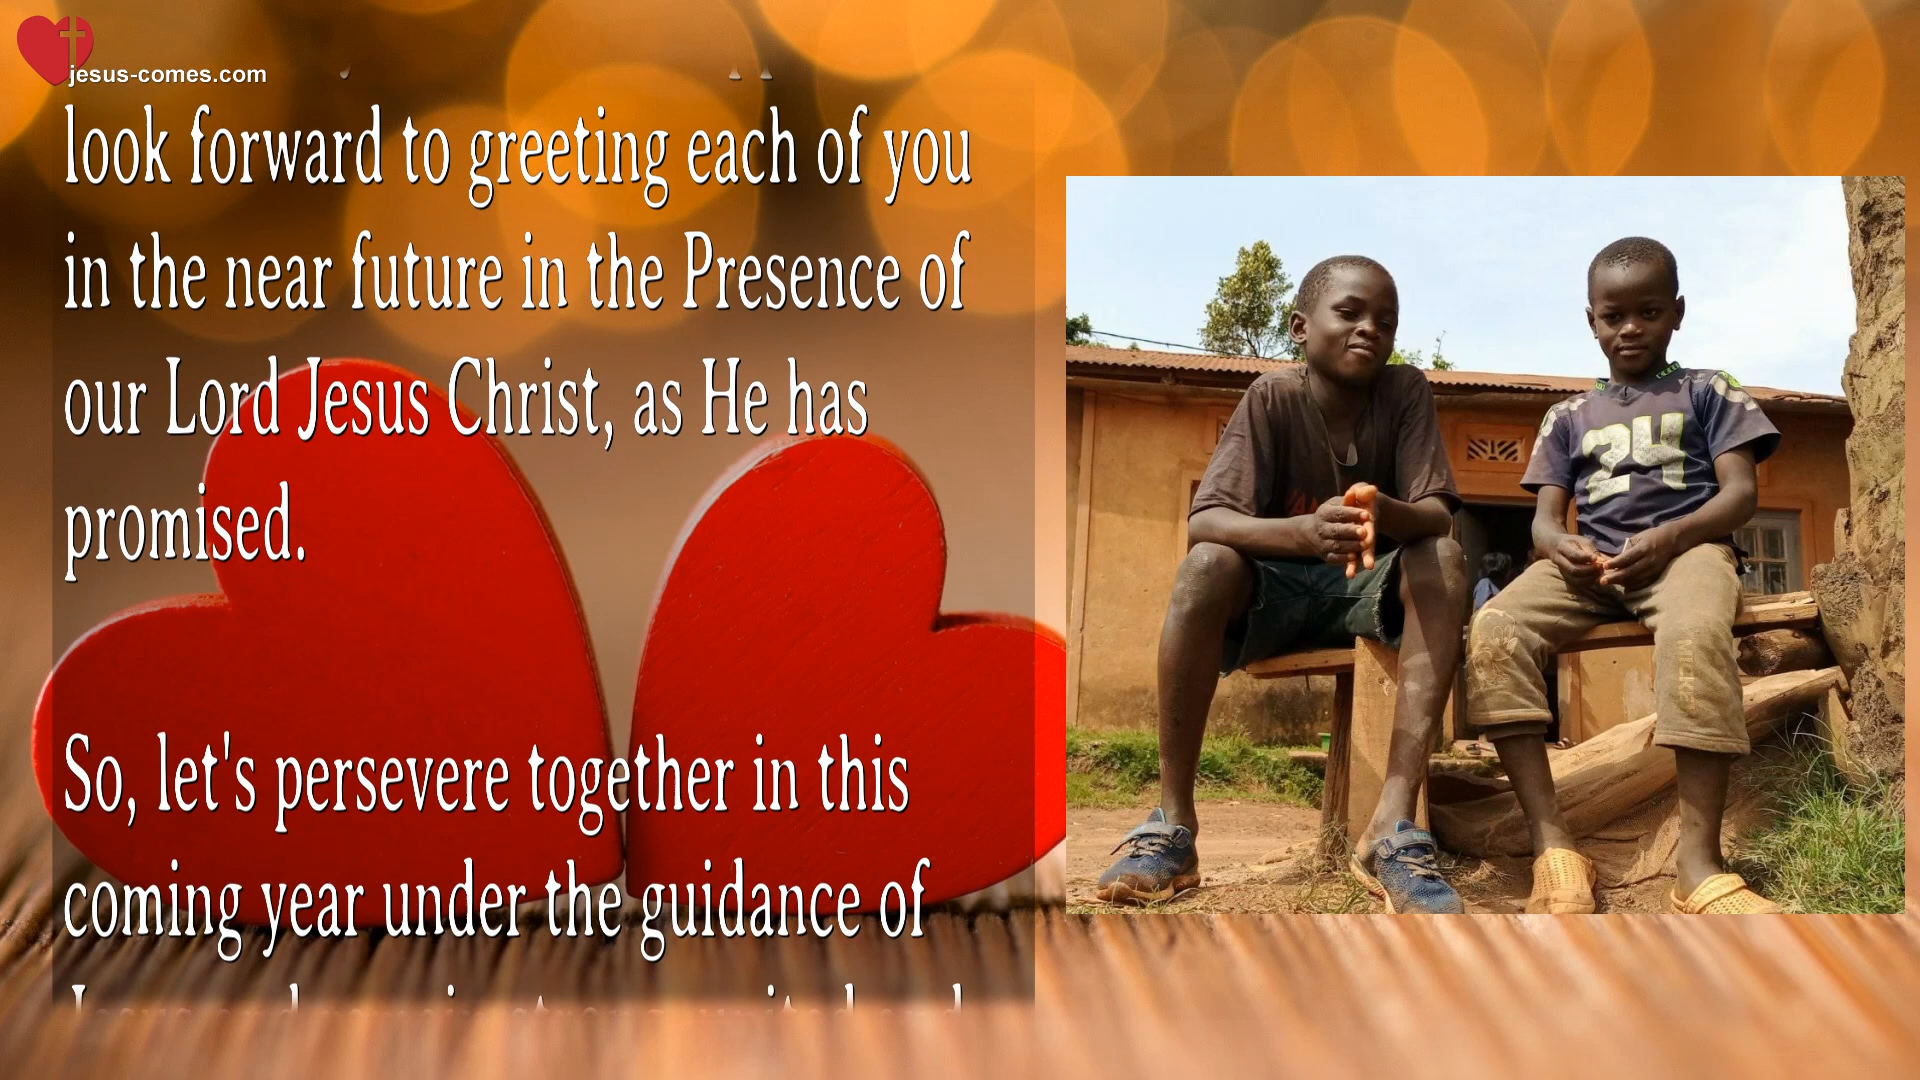 jesus-comes.com
look forward to greeting each of you
in the near future in the Presence of
our Lord Jesus Christ, as He has
promised.
So, let's persevere together in this
coming year under the guidance of
24